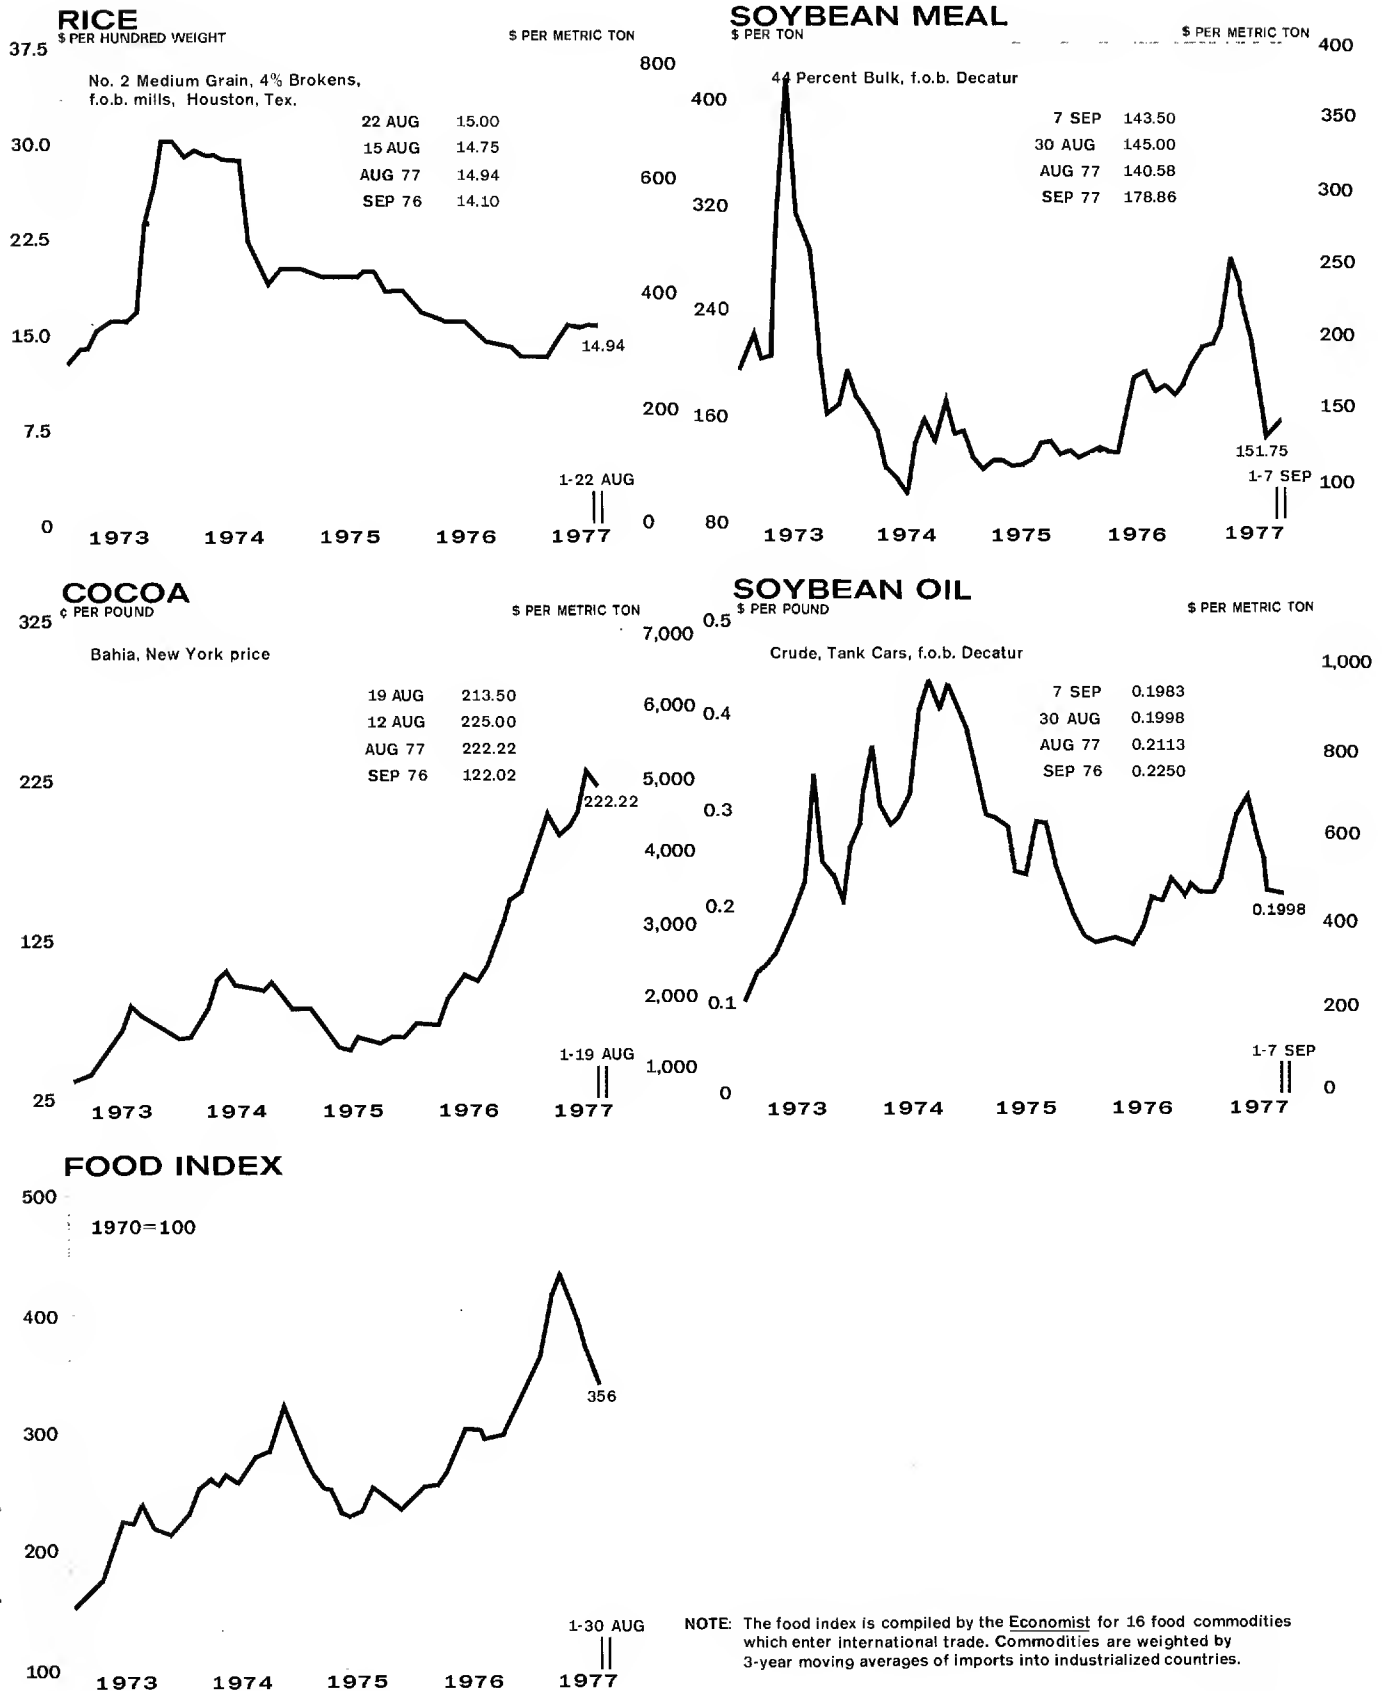 RICE
$ PER HUNDRED WEIGHT
$ PER METRIC TON
No. 2 Medium Grain, 4% Brokens,
f.o.b. mills, Houston, Tex.
22 AUG 15.00
15 AUG 14.75
AUG 77 14.94
SEP 76 14.10
37.5
30.0
22.5
15.0
7.5
0
800
600
400
200
0
14.94
1-22 AUG
1973 1974 1975 1976 1977
SOYBEAN MEAL
$ PER TON
$ PER METRIC TON
44 Percent Bulk, f.o.b. Decatur
7 SEP 143.50
30 AUG 145.00
AUG 77 140.58
SEP 77 178.86
400
320
240
160
80
400
350
300
250
200
150
100
151.75
1-7 SEP
1973 1974 1975 1976 1977
COCOA
¢ PER POUND
$ PER METRIC TON
Bahia, New York price
19 AUG 213.50
12 AUG 225.00
AUG 77 222.22
SEP 76 122.02
325
225
125
25
7,000
6,000
5,000
4,000
3,000
2,000
1,000
222.22
1-19 AUG
1973 1974 1975 1976 1977
SOYBEAN OIL
$ PER POUND
$ PER METRIC TON
Crude, Tank Cars, f.o.b. Decatur
7 SEP 0.1983
30 AUG 0.1998
AUG 77 0.2113
SEP 76 0.2250
0.5
0.4
0.3
0.2
0.1
0
1,000
800
600
400
200
0
0.1998
1-7 SEP
1973 1974 1975 1976 1977
FOOD INDEX
1970=100
500
400
300
200
100
356
1-30 AUG
1973 1974 1975 1976 1977
NOTE: The food index is compiled by the Economist for 16 food commodities
which enter international trade. Commodities are weighted by
3-year moving averages of imports into industrialized countries.